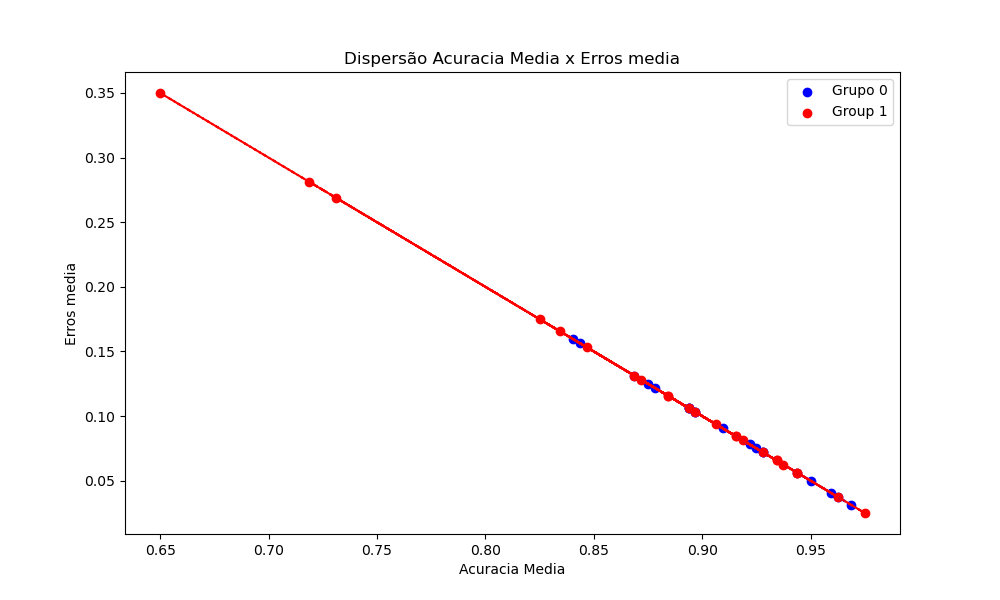 Dispersão Acuracia Media x Erros media
Grupo 0
Group 1
0.35
0.30
0.25
0.20
0.15
0.10
0.05
Erros media
0.65
0.70
0.75
0.80
0.85
0.90
0.95
Acuracia Media